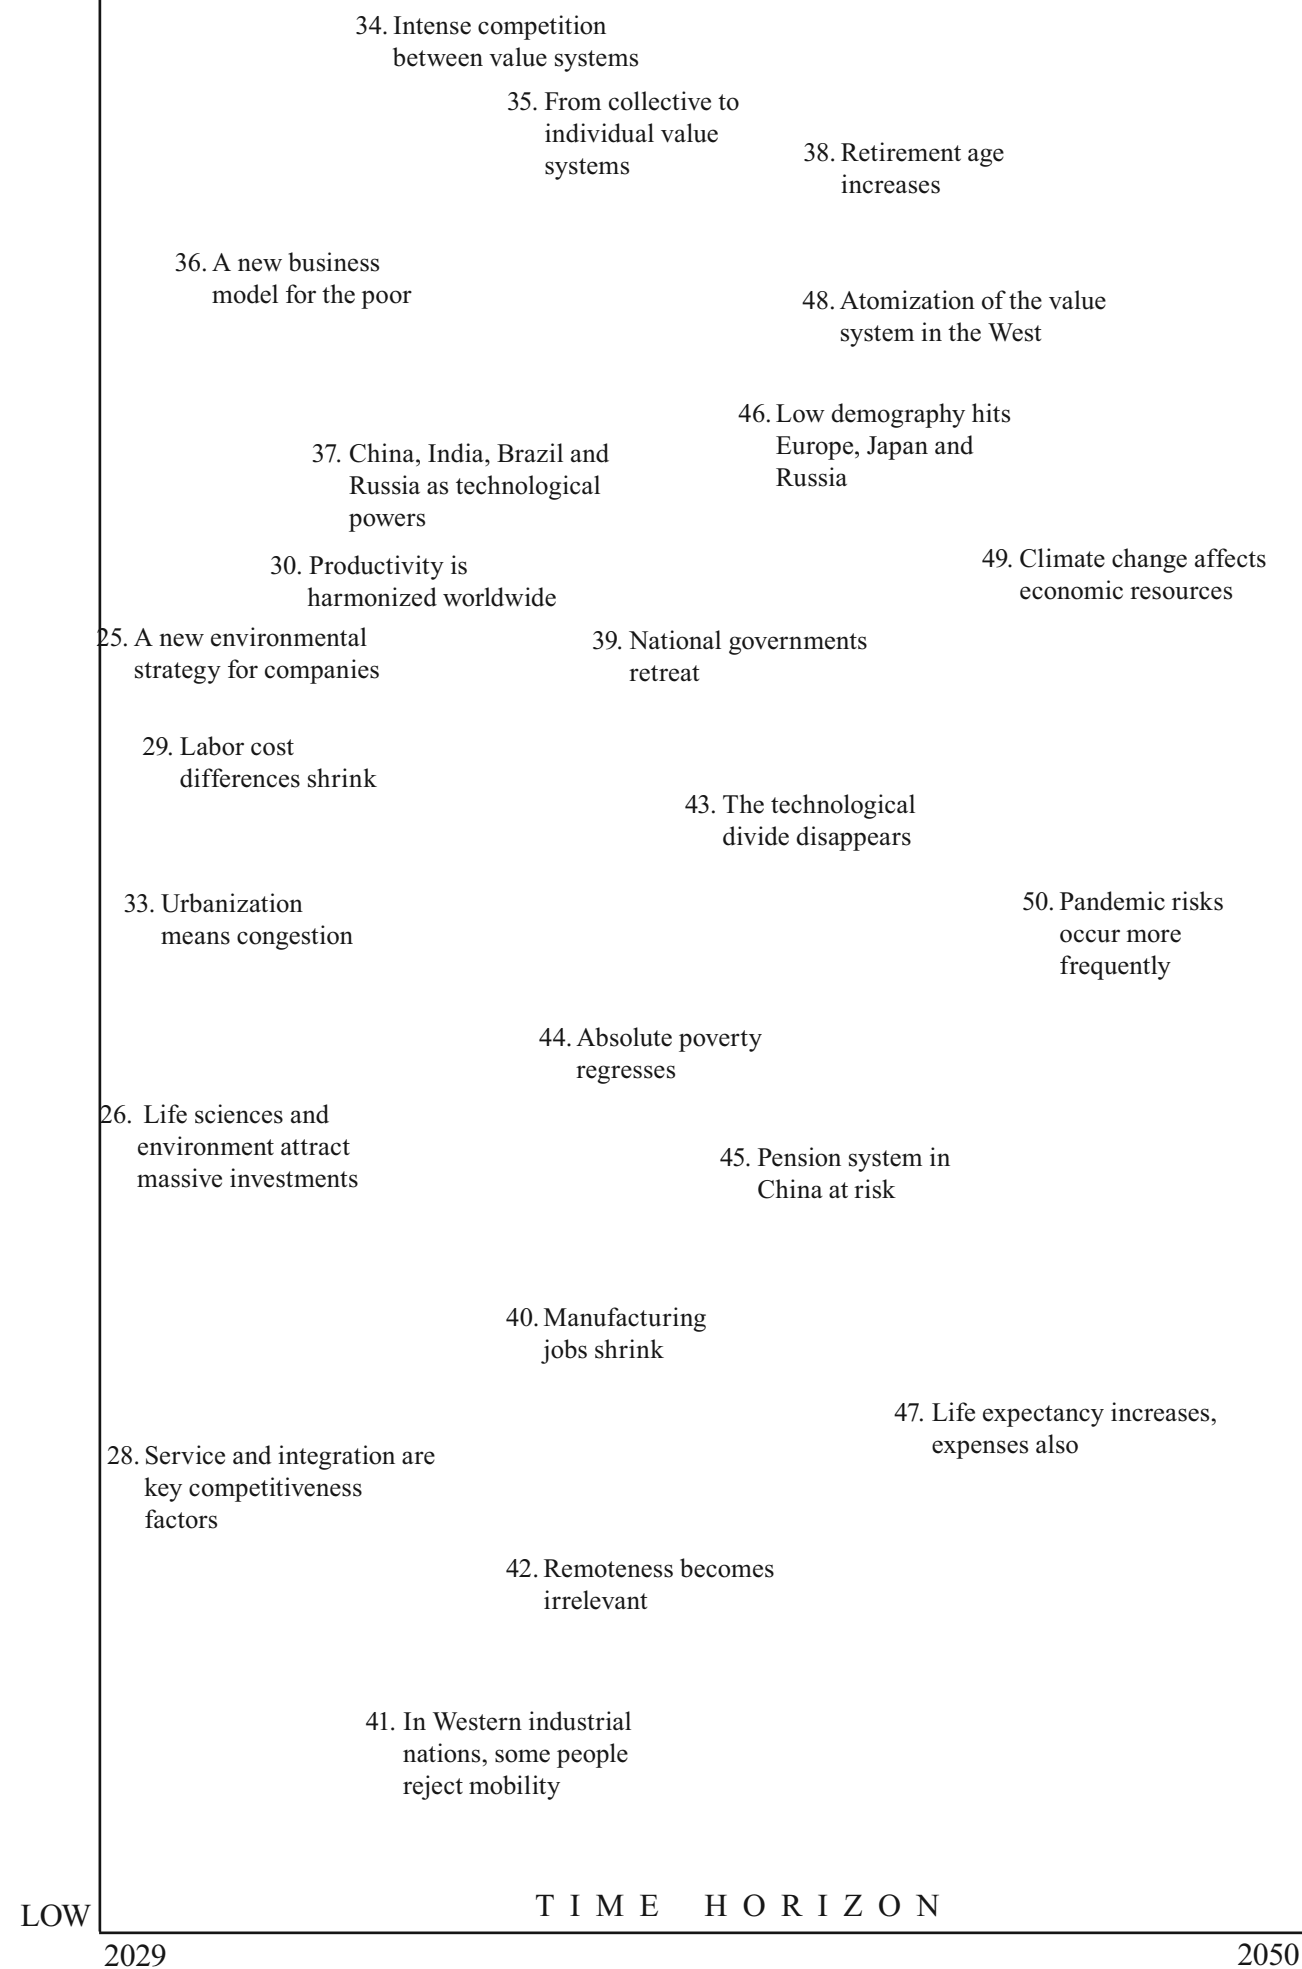 34. Intense competition
between value systems
35. From collective to
individual value
systems
38. Retirement age
increases
36. A new business
model for the poor
48. Atomization of the value
system in the West
46. Low demography hits
Europe, Japan and
Russia
37. China, India, Brazil and
Russia as technological
powers
49. Climate change affects
economic resources
30. Productivity is
harmonized worldwide
25. A new environmental
strategy for companies
39. National governments
retreat
29. Labor cost
differences shrink
43. The technological
divide disappears
33. Urbanization
means congestion
50. Pandemic risks
occur more
frequently
44. Absolute poverty
regresses
26. Life sciences and
environment attract
massive investments
45. Pension system in
China at risk
40. Manufacturing
jobs shrink
47. Life expectancy increases,
expenses also
28. Service and integration are
key competitiveness
factors
42. Remoteness becomes
irrelevant
41. In Western industrial
nations, some people
reject mobility
TIME HORIZON
LOW
2029 2050